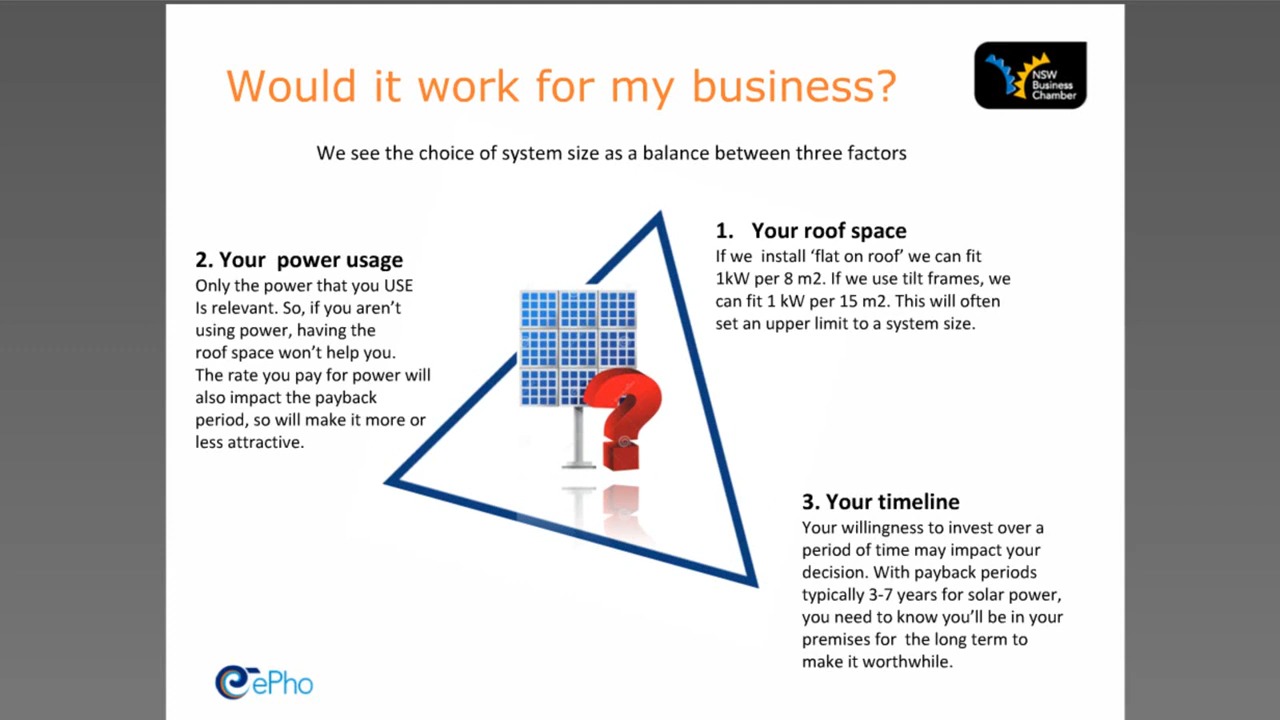 Would it work for my business?
NSW
Business
Chamber
We see the choice of system size as a balance between three factors
1. Your roof space
If we install ‘flat on roof’ we can fit
1kW per 8 m2. If we use tilt frames, we
can fit 1 kW per 15 m2. This will often
set an upper limit to a system size.
2. Your power usage
Only the power that you USE
Is relevant. So, if you aren’t
using power, having the
roof space won’t help you.
The rate you pay for power will
also impact the payback
period, so will make it more or
less attractive.
3. Your timeline
Your willingness to invest over a
period of time may impact your
decision. With payback periods
typically 3-7 years for solar power,
you need to know you’ll be in your
premises for the long term to
make it worthwhile.
ePho